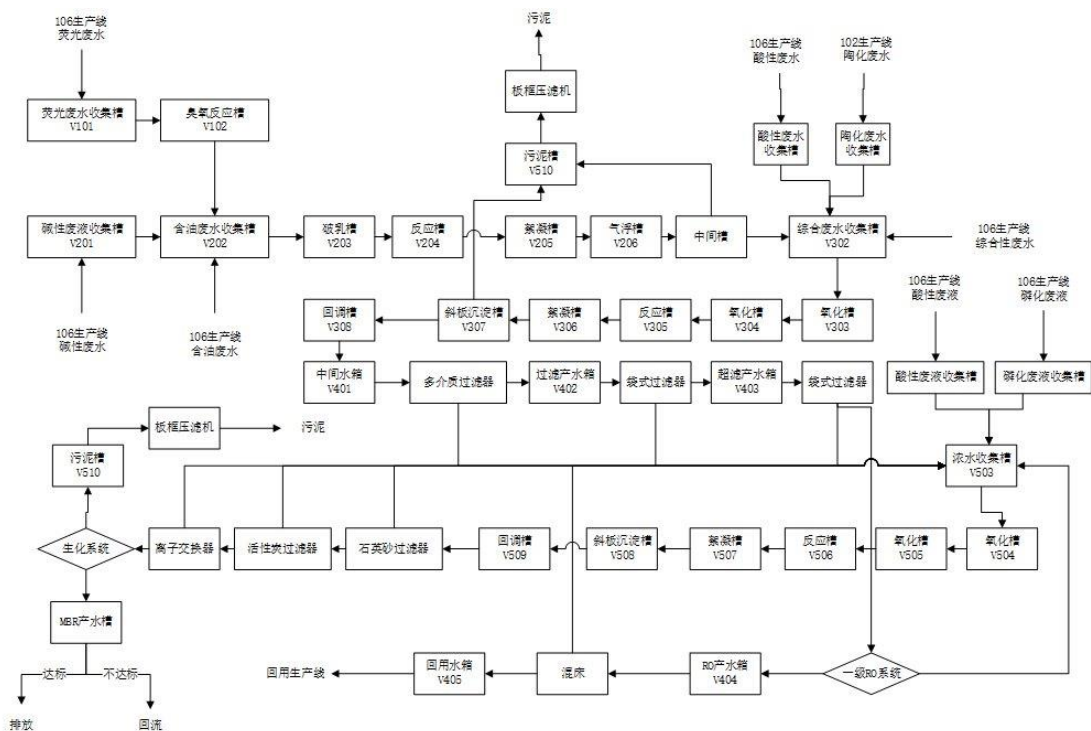 106生产线
荧光废水
污泥
106生产线
酸性废水
102生产线
陶化废水
板框压滤机
荧光废水收集槽
V101
臭氧反应槽
V102
酸性废水
收集槽
陶化废水
收集槽
污泥槽
V510
碱性废液收集槽
V201
含油废水收集槽
V202
破乳槽
V203
反应槽
V204
絮凝槽
V205
气浮槽
V206
中间槽
综合废水收集槽
V302
106生产线
综合性废水
106生产线
碱性废水
106生产线
含油废水
回调槽
V308
斜板沉淀槽
V307
絮凝槽
V306
反应槽
V305
氧化槽
V304
氧化槽
V303
106生产线
酸性废液
106生产线
磷化废液
中间水箱
V401
多介质过滤器
过滤产水箱
V402
袋式过滤器
超滤产水箱
V403
袋式过滤器
酸性废液收集槽
磷化废液收集槽
板框压滤机
污泥
污泥槽
V510
浓水收集槽
V503
生化系统
离子交换器
活性炭过滤器
石英砂过滤器
回调槽
V509
斜板沉淀槽
V508
絮凝槽
V507
反应槽
V506
氧化槽
V505
氧化槽
V504
MBR产水槽
达标
不达标
排放
回流
回用生产线
回用水箱
V405
混床
RO产水箱
V404
一级RO系统